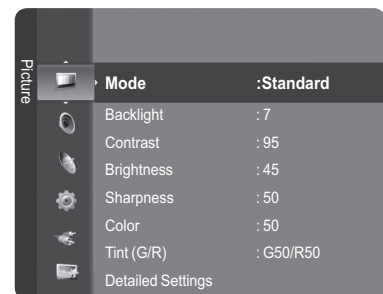 Picture
Mode :Standard
Backlight : 7
Contrast : 95
Brightness : 45
Sharpness : 50
Color : 50
Tint (G/R) : G50/R50
Detailed Settings